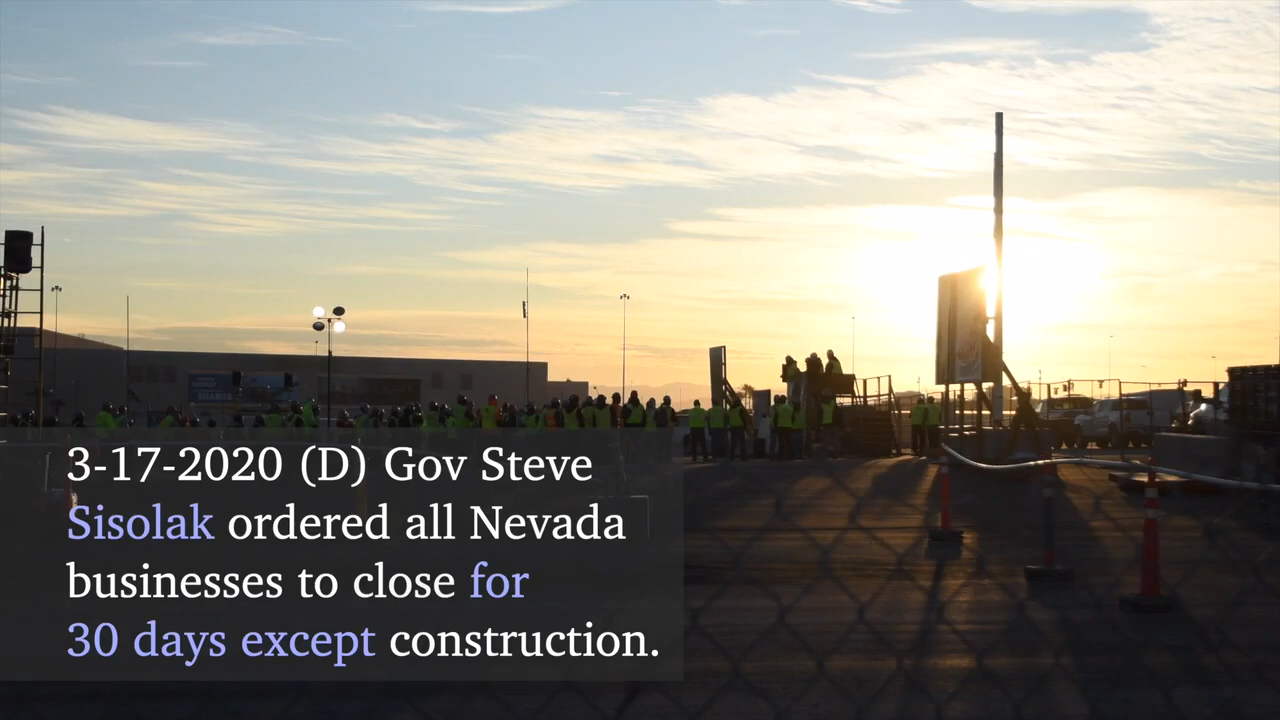 3-17-2020 (D) Gov Steve
Sisolak ordered all Nevada
businesses to close for
30 days except construction.